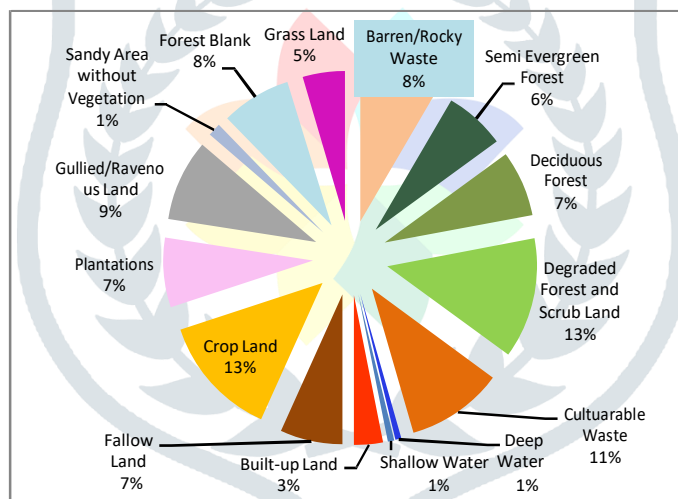 Barren/Rocky
Waste
8%
Semi Evergreen
Forest
6%
Deciduous
Forest
7%
Degraded
Forest and
Scrub Land
13%
Cultuarable
Waste
11%
Deep
Water
1%
Shallow Water
1%
Built-up Land
3%
Fallow
Land
7%
Crop Land
13%
Plantations
7%
Gullied/Raveno
us Land
9%
Sandy Area
without
Vegetation
1%
Forest Blank
8%
Grass Land
5%